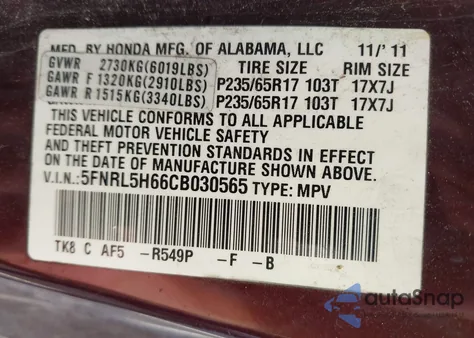 MFD. BY HONDA MFG. OF ALABAMA, LLC 11/'11
GVWR 2730KG(6019LBS) TIRE SIZE RIM SIZE
GAWR F 1320KG(2910LBS) P235/65R17 103T 17X7J
GAWR R 1515KG(3340LBS) P235/65R17 103T 17X7J
THIS VEHICLE CONFORMS TO ALL APPLICABLE
FEDERAL MOTOR VEHICLE SAFETY
AND THEFT PREVENTION STANDARDS IN EFFECT
ON THE DATE OF MANUFACTURE SHOWN ABOVE.
V.I.N.:5FNRL5H66CB030565 TYPE: MPV
TK8 C AF5 -R549P -F -B
autoSnap